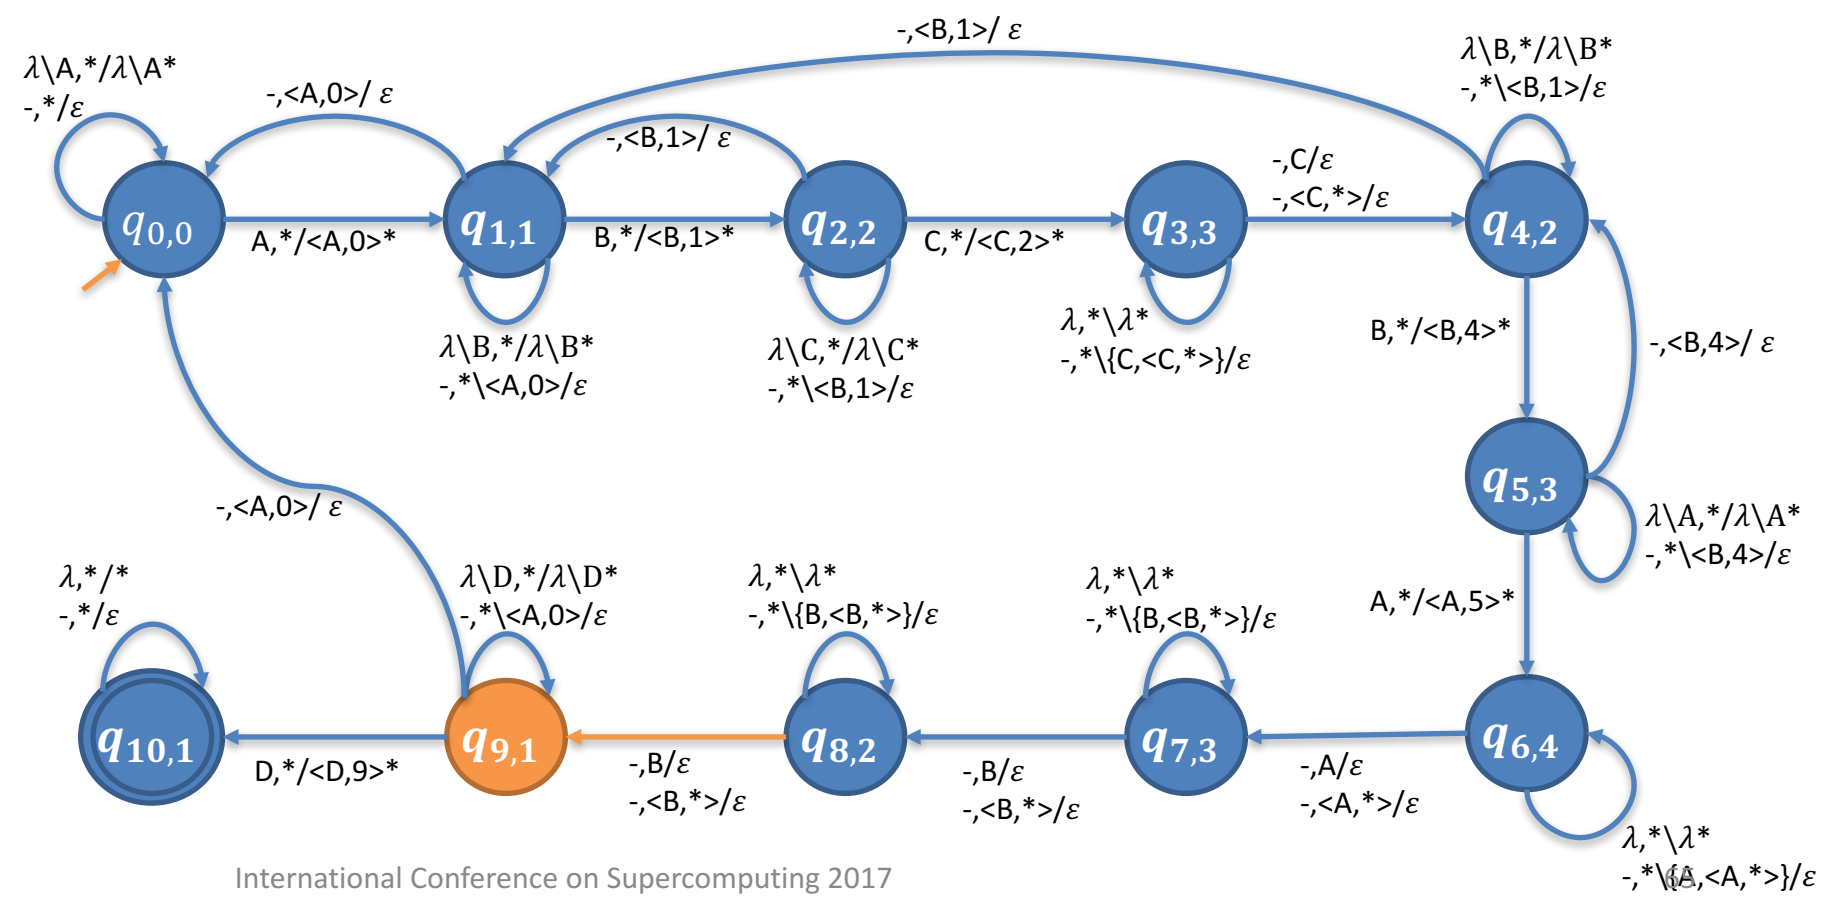 -,<B,1>/ ε
λ\A,*/λ\A*
-,*/ε
-,<A,0>/ ε
-,<B,1>/ ε
λ\B,*/λ\B*
-,*\<B,1>/ε
-,C/ε
-,<C,*>/ε
q0,0
q1,1
q2,2
q3,3
q4,2
A,*/<A,0>*
B,*/<B,1>*
C,*/<C,2>*
λ\B,*/λ\B*
-,*\<A,0>/ε
λ\C,*/λ\C*
-,*\<B,1>/ε
λ,*\λ*
-,*\{C,<C,*>}/ε
B,*/<B,4>*
-,<B,4>/ ε
q5,3
-,<A,0>/ ε
λ\A,*/λ\A*
-,*\<B,4>/ε
λ,*/*
-,*/ε
λ\D,*/λ\D*
-,*\<A,0>/ε
λ,*\λ*
-,*\{B,<B,*>}/ε
λ,*\λ*
-,*\{B,<B,*>}/ε
A,*/<A,5>*
q10,1
q9,1
q8,2
q7,3
q6,4
D,*/<D,9>*
-,B/ε
-,<B,*>/ε
-,B/ε
-,<B,*>/ε
-,A/ε
-,<A,*>/ε
λ,*\λ*
-,*\{A,<A,*>}/ε
International Conference on Supercomputing 2017
65